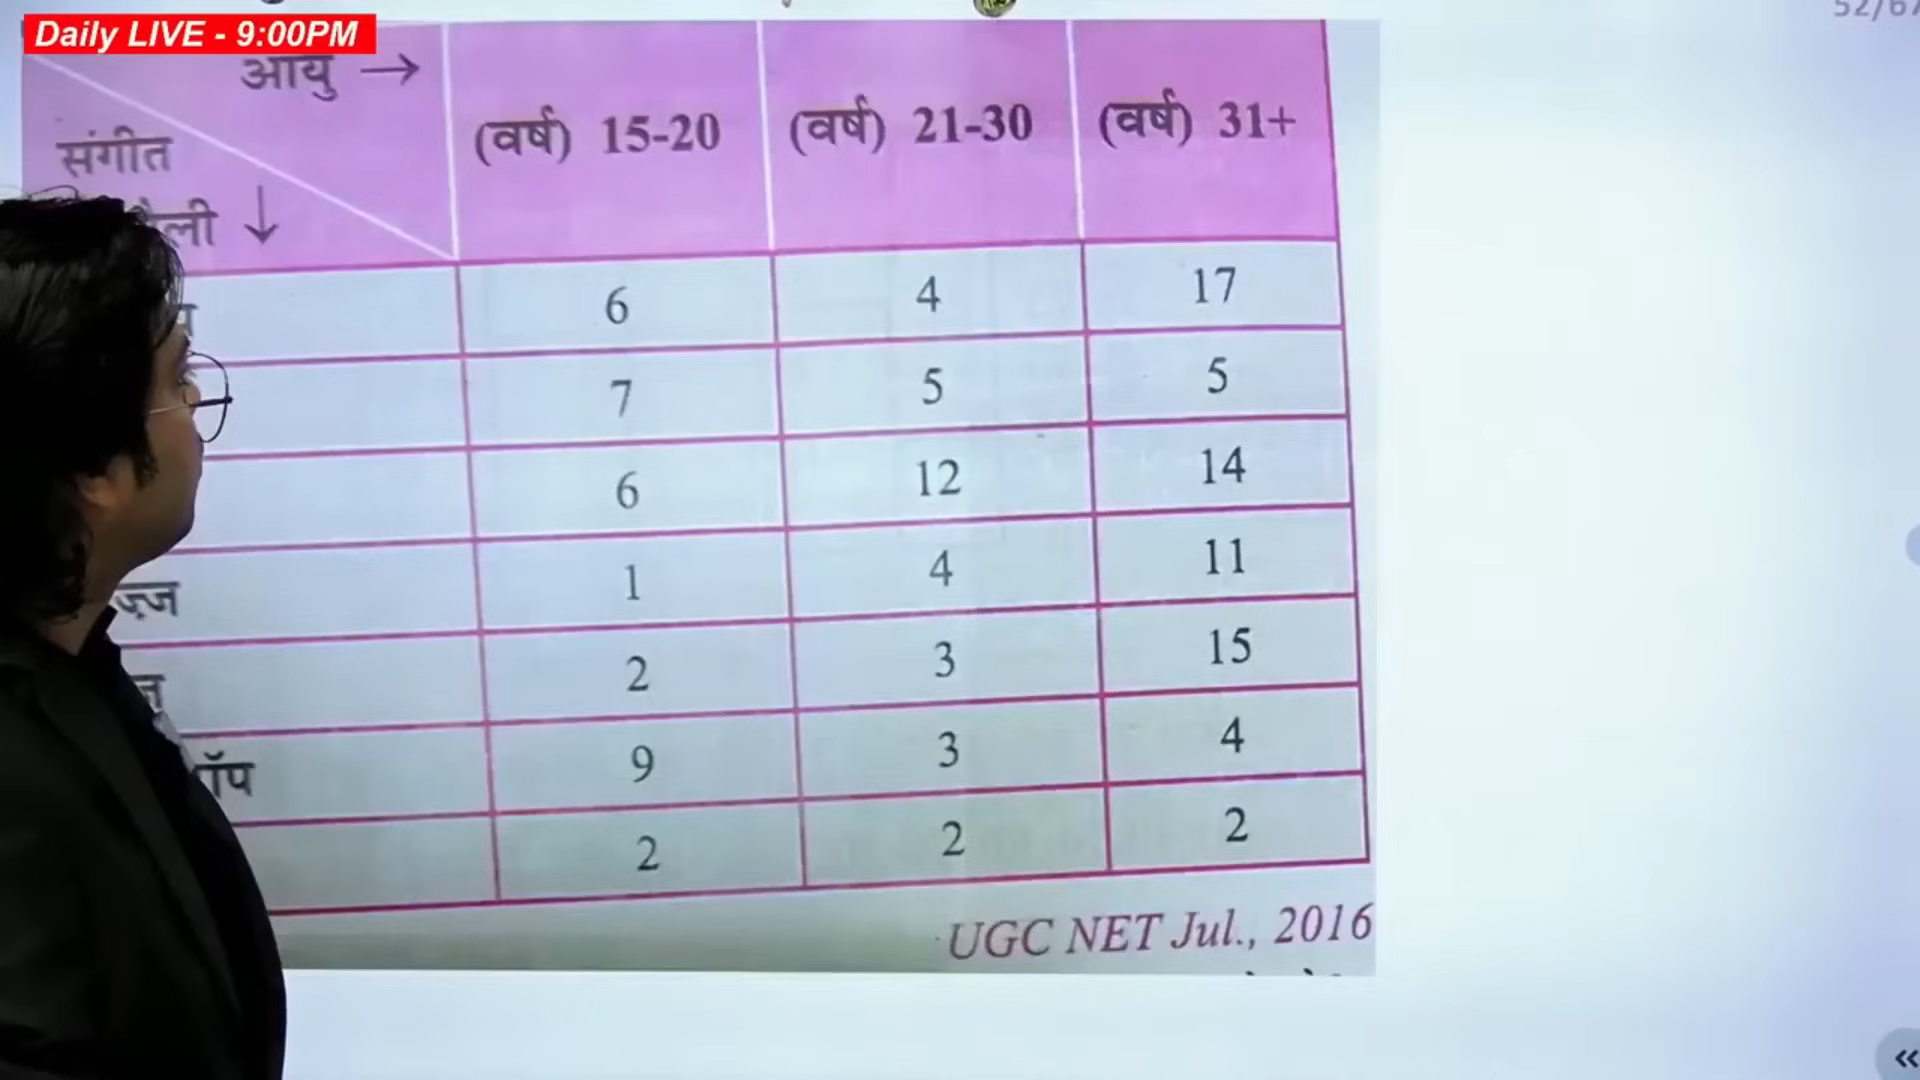 52/67
Daily LIVE - 9:00PM
आयु →
संगीत
↓
(वर्ष) 15-20
(वर्ष) 21-30
(वर्ष) 31+
6 4 17
7 5 5
6 12 14
1 4 11
2 3 15
9 3 4
2 2 2
UGC NET Jul., 2016
«